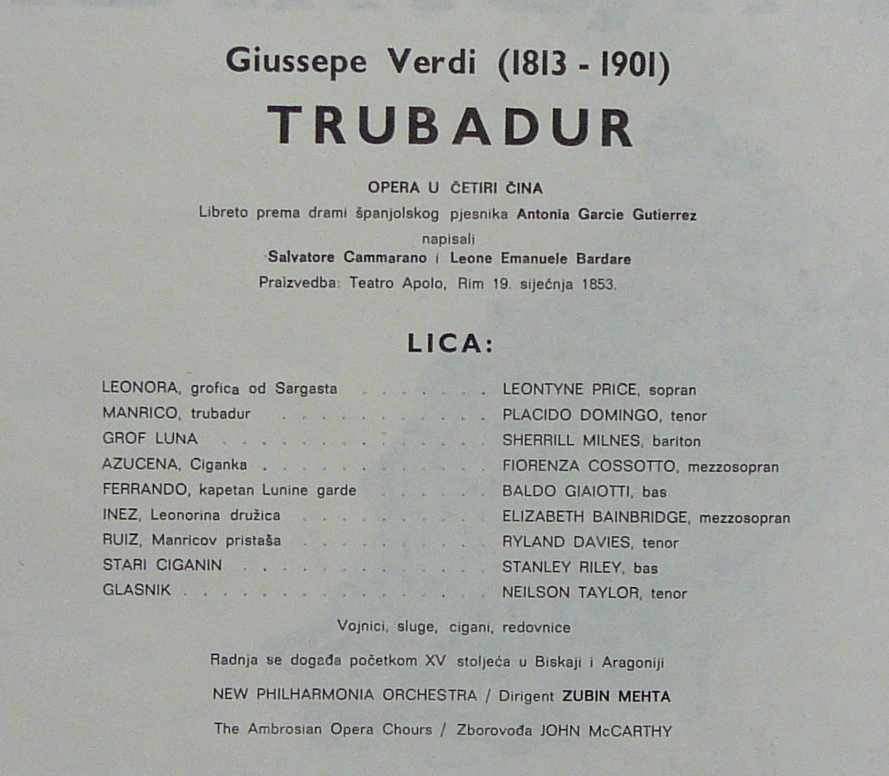 Giussepe Verdi (1813 - 1901)
TRUBADUR
OPERA U ČETIRI ČINA
Libreto prema drami španjolskog pjesnika Antonia Garcie Gutierrez
napisali
Salvatore Cammarano i Leone Emanuele Bardare
Praizvedba: Teatro Apolo, Rim 19. siječnja 1853.
LICA:
LEONORA, grofica od Sargasta . . . . . . . LEONTYNE PRICE, sopran
MANRICO, trubadur . . . . . . . . . . . PLACIDO DOMINGO, tenor
GROF LUNA . . . . . . . . . . . . . . SHERRILL MILNES, bariton
AZUCENA, Ciganka . . . . . . . . . . . . FIORENZA COSSOTTO, mezzosopran
FERRANDO, kapetan Lunine garde . . . . . . BALDO GIAIOTTI, bas
INEZ, Leonorina družica . . . . . . . . . . ELIZABETH BAINBRIDGE, mezzosopran
RUIZ, Manricov pristaša . . . . . . . . . . RYLAND DAVIES, tenor
STARI CIGANIN . . . . . . . . . . . . . STANLEY RILEY, bas
GLASNIK . . . . . . . . . . . . . . . . NEILSON TAYLOR, tenor
Vojnici, sluge, cigani, redovnice
Radnja se događa početkom XV stoljeća u Biskaji i Aragoniji
NEW PHILHARMONIA ORCHESTRA / Dirigent ZUBIN MEHTA
The Ambrosian Opera Chours / Zborovođa JOHN McCARTHY